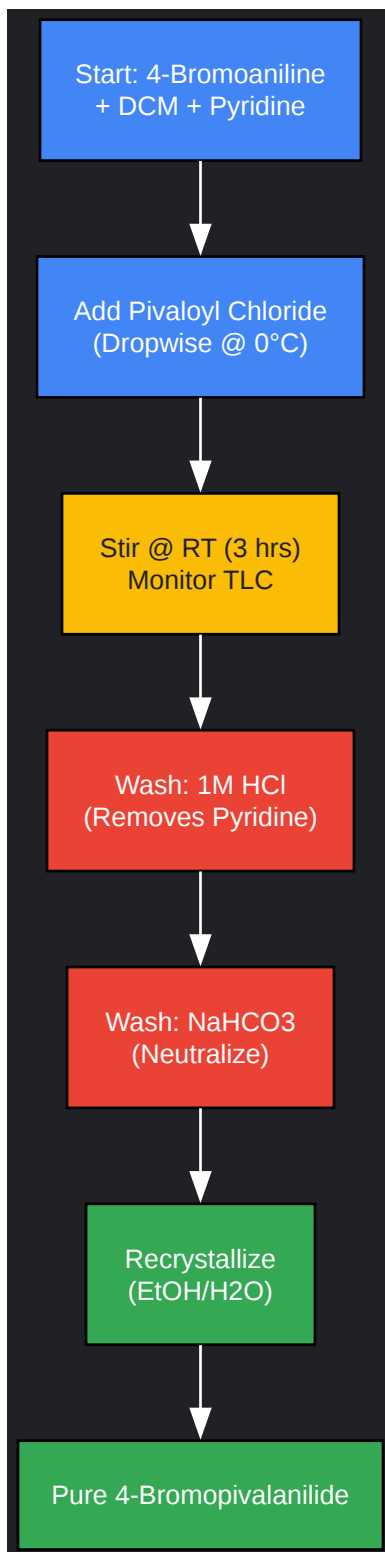 Start: 4-Bromoaniline
+ DCM + Pyridine
Add Pivaloyl Chloride
(Dropwise @ 0°C)
Stir @ RT (3 hrs)
Monitor TLC
Wash: 1M HCl
(Removes Pyridine)
Wash: NaHCO3
(Neutralize)
Recrystallize
(EtOH/H2O)
Pure 4-Bromopivalanilide